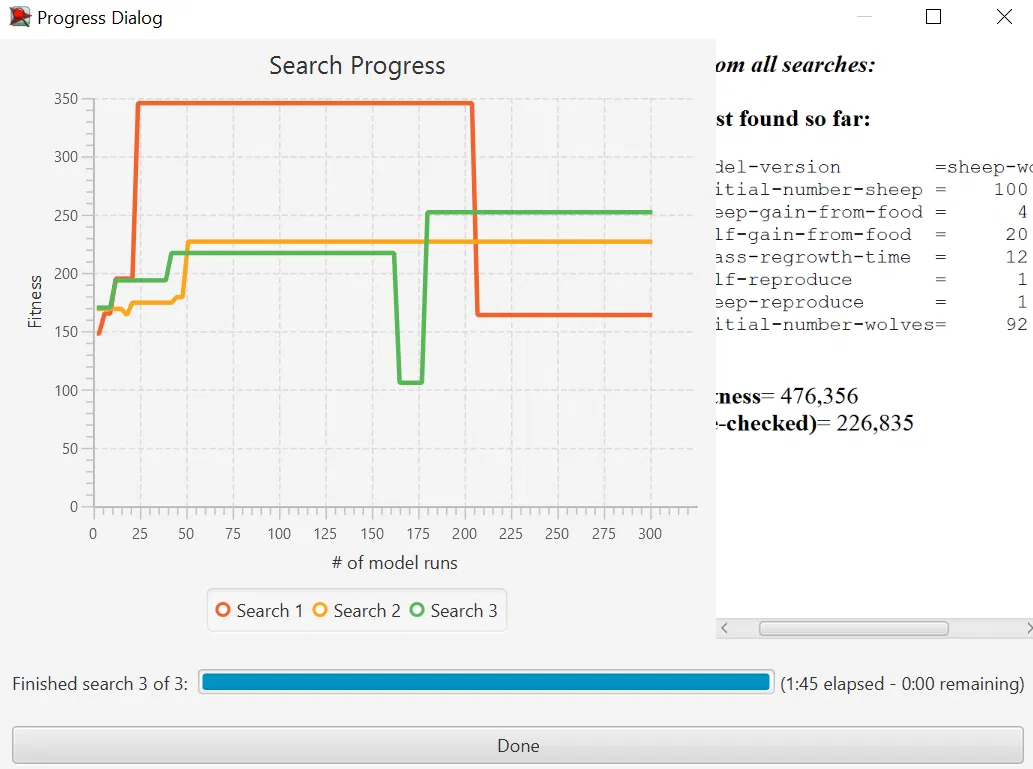 Progress Dialog
Search Progress
om all searches:
st found so far:
del-version =sheep-wo
itial-number-sheep = 100
eep-gain-from-food = 4
lf-gain-from-food = 20
ass-regrowth-time = 12
lf-reproduce = 1
eep-reproduce = 1
itial-number-wolves= 92
tness= 476,356
e-checked)= 226,835
Fitness
350
300
250
200
150
100
50
0
0 25 50 75 100 125 150 175 200 225 250 275 300
# of model runs
Search 1 Search 2 Search 3
Finished search 3 of 3: (1:45 elapsed - 0:00 remaining)
Done